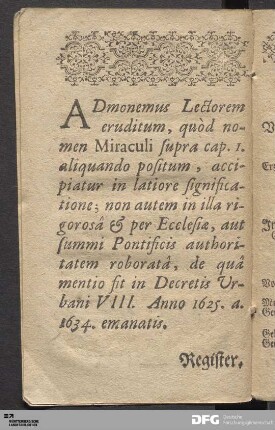 ADmonemus Lectorem
eruditum, quòd no-
men Miraculi ſupra cap. 1.
aliquando poſitum, acci-
piatur in latiore ſignifica-
tione; non autem in illa ri-
gorosâ & per Eccleſiæ, aut
ſummi Pontificis authori-
tatem roboratâ, de quâ
mentio fit in Decretis Ur-
bani VIII. Anno 1625. a.
1634. emanatis.
Regiſter.
DFG